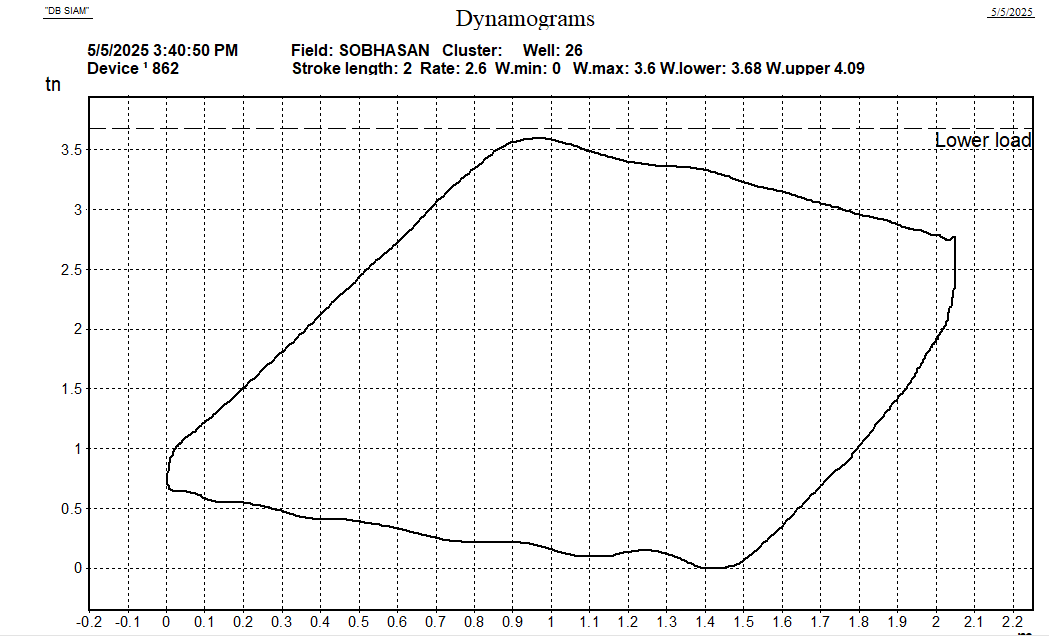 "DB SIAM"
Dynamograms
5/5/2025
5/5/2025 3:40:50 PM Field: SOBHASAN Cluster: Well: 26
Device ¹ 862 Stroke length: 2 Rate: 2.6 W.min: 0 W.max: 3.6 W.lower: 3.68 W.upper 4.09
tn
Lower load
3.5
3
2.5
2
1.5
1
0.5
0
-0.2 -0.1 0 0.1 0.2 0.3 0.4 0.5 0.6 0.7 0.8 0.9 1 1.1 1.2 1.3 1.4 1.5 1.6 1.7 1.8 1.9 2 2.1 2.2